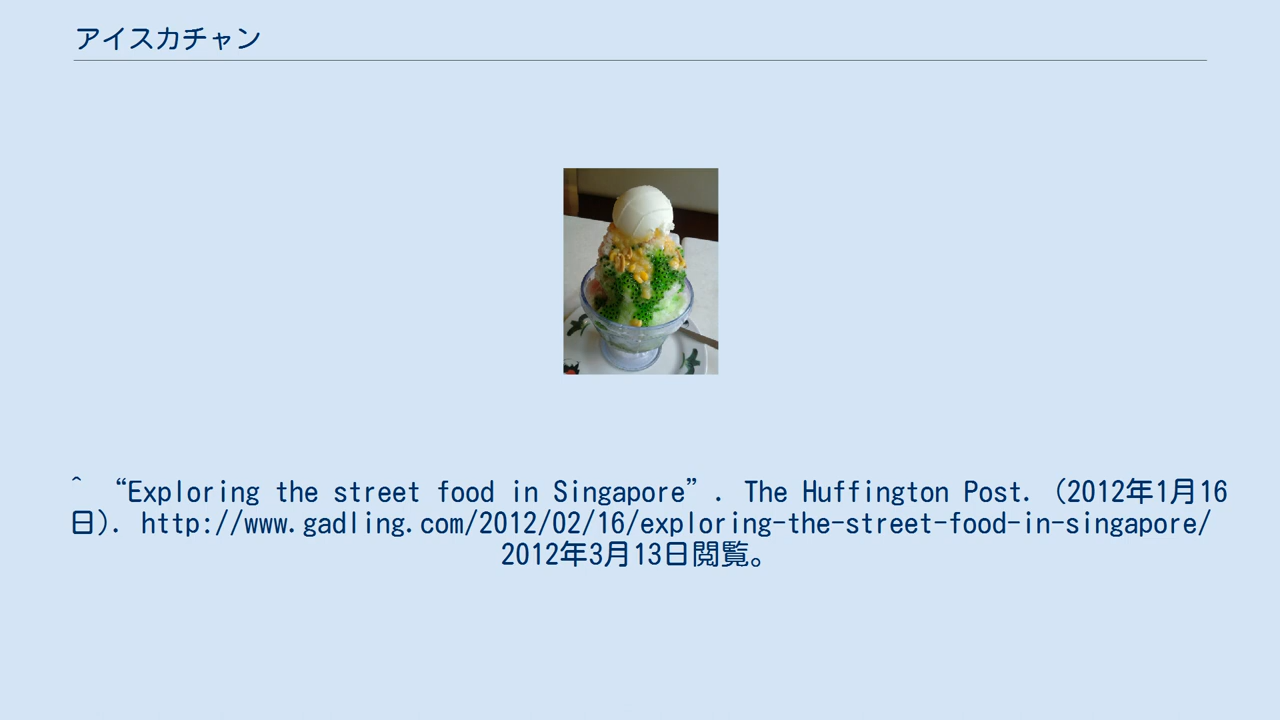 アイスカチャン
^ “Exploring the street food in Singapore”. The Huffington Post. (2012年1月16
日). http://www.gadling.com/2012/02/16/exploring-the-street-food-in-singapore/
2012年3月13日閲覧。